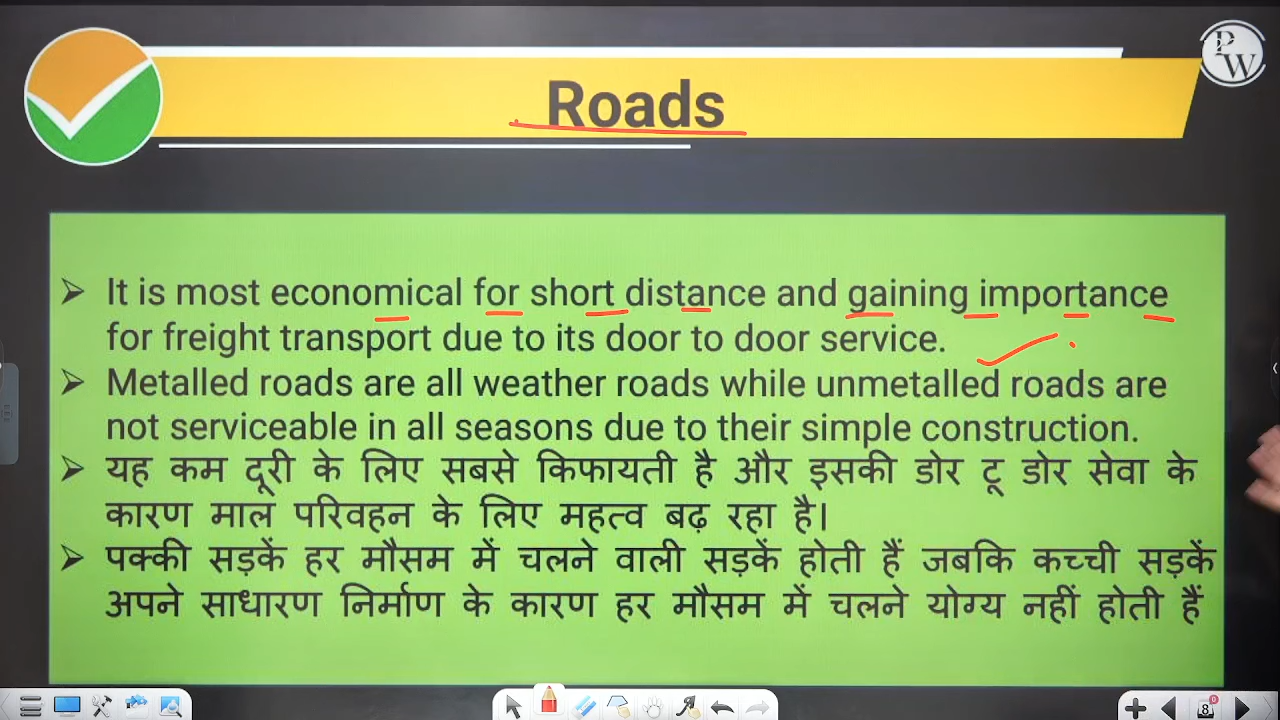 PW
Roads
➢ It is most economical for short distance and gaining importance
for freight transport due to its door to door service.
➢ Metalled roads are all weather roads while unmetalled roads are
not serviceable in all seasons due to their simple construction.
➢ यह कम दूरी के लिए सबसे किफायती है और इसकी डोर टू डोर सेवा के
कारण माल परिवहन के लिए महत्व बढ़ रहा है।
➢ पक्की सड़कें हर मौसम में चलने वाली सड़कें होती हैं जबकि कच्ची सड़कें
अपने साधारण निर्माण के कारण हर मौसम में चलने योग्य नहीं होती हैं
8